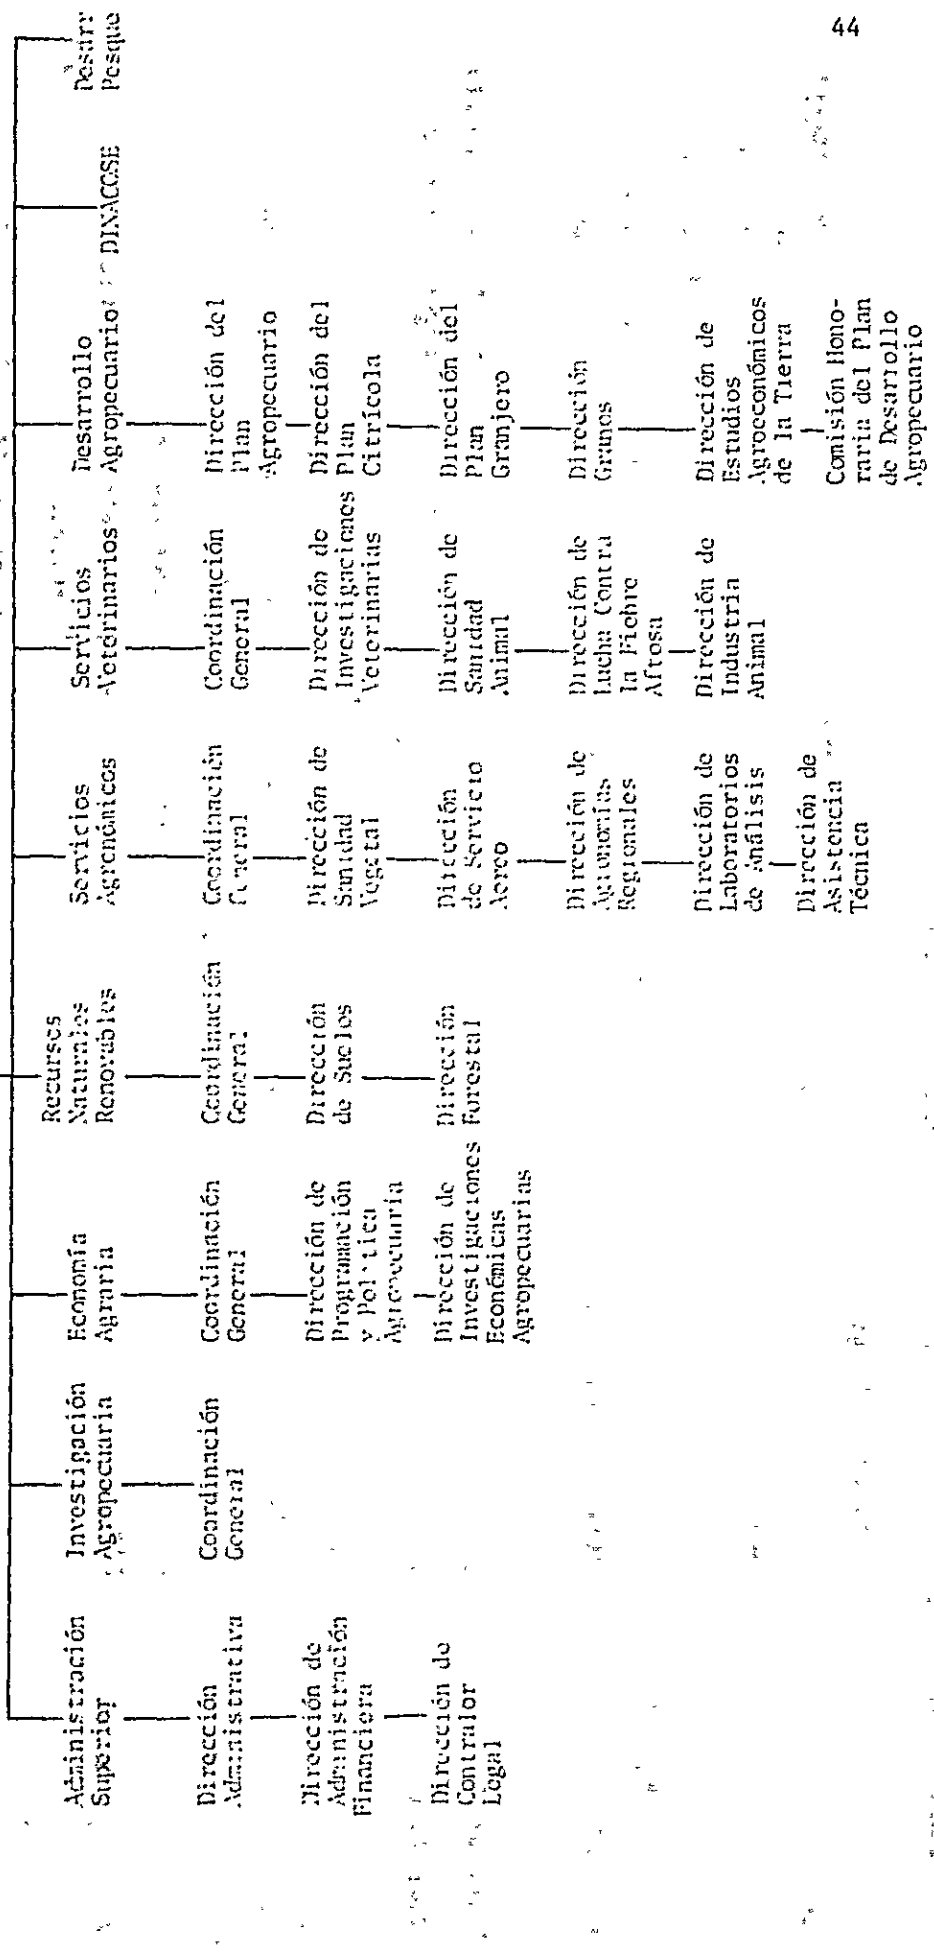 44
Administración
Superior
Dirección
Administrativa
Dirección de
Administración
Financiera
Dirección de
Contralor
Legal
Investigación
Agropecuaria
Coordinación
General
Economía
Agraria
Coordinación
General
Dirección de
Programación
y Política
Agropecuaria
Dirección de
Investigaciones
Económicas
Agropecuarias
Recursos
Naturales
Renovables
Coordinación
General
Dirección
de Suelos
Dirección
Forestal
Servicios
Agronómicos
Coordinación
General
Dirección de
Sanidad
Vegetal
Dirección
de Servicio
Aereo
Dirección de
Agronomías
Regionales
Dirección de
Laboratorios
de Análisis
Dirección de
Asistencia
Técnica
Servicios
Veterinarios
Coordinación
General
Dirección de
Investigaciones
Veterinarias
Dirección de
Sanidad
Animal
Dirección de
Lucha Contra
la Fiebre
Aftosa
Dirección de
Industria
Animal
Desarrollo
Agropecuario
Dirección del
Plan
Agropecuario
Dirección del
Plan
Citrícola
Dirección del
Plan
Granjero
Dirección
Granos
Dirección de
Estudios
Agroeconómicos
de la Tierra
Comisión Hono-
raria del Plan
de Desarrollo
Agropecuario
DINACOSE
Desarr
Pesque